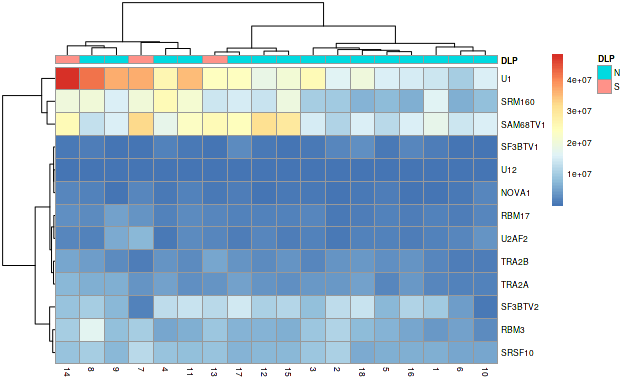 DLP
DLP
N
S
U1
SRM160
SAM68TV1
SF3BTV1
U12
NOVA1
RBM17
U2AF2
TRA2B
TRA2A
SF3BTV2
RBM3
SRSF10
4e+07
3e+07
2e+07
1e+07
14 8 9 7 4 11 13 17 12 15 3 2 18 5 16 1 6 10